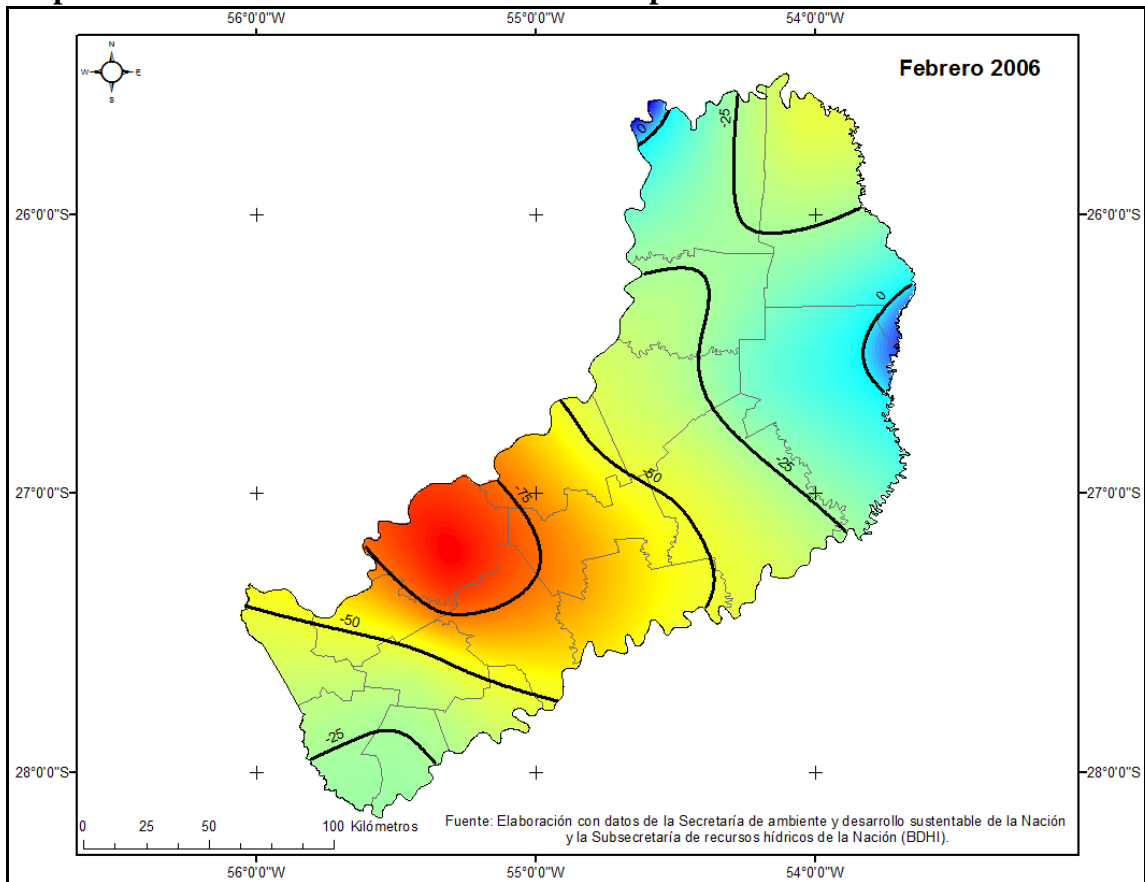 56°0'0"W 55°0'0"W 54°0'0"W
N
W E
S
Febrero 2006
0
-25
26°0'0"S 26°0'0"S
0
-50
-25
27°0'0"S -75 27°0'0"S
-50
-25
28°0'0"S 28°0'0"S
0 25 50 100 Kilómetros
Fuente: Elaboración con datos de la Secretaría de ambiente y desarrollo sustentable de la Nación
y la Subsecretaría de recursos hídricos de la Nación (BDHI).
56°0'0"W 55°0'0"W 54°0'0"W